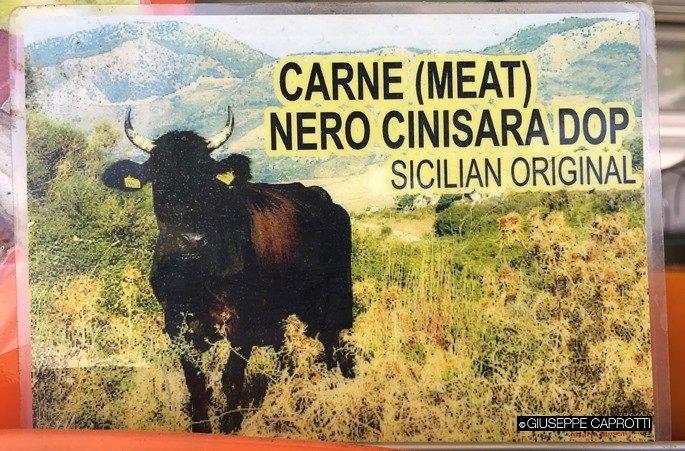 CARNE (MEAT)
NERO CINISARA DOP
SICILIAN ORIGINAL
©GIUSEPPE CAPROTTI